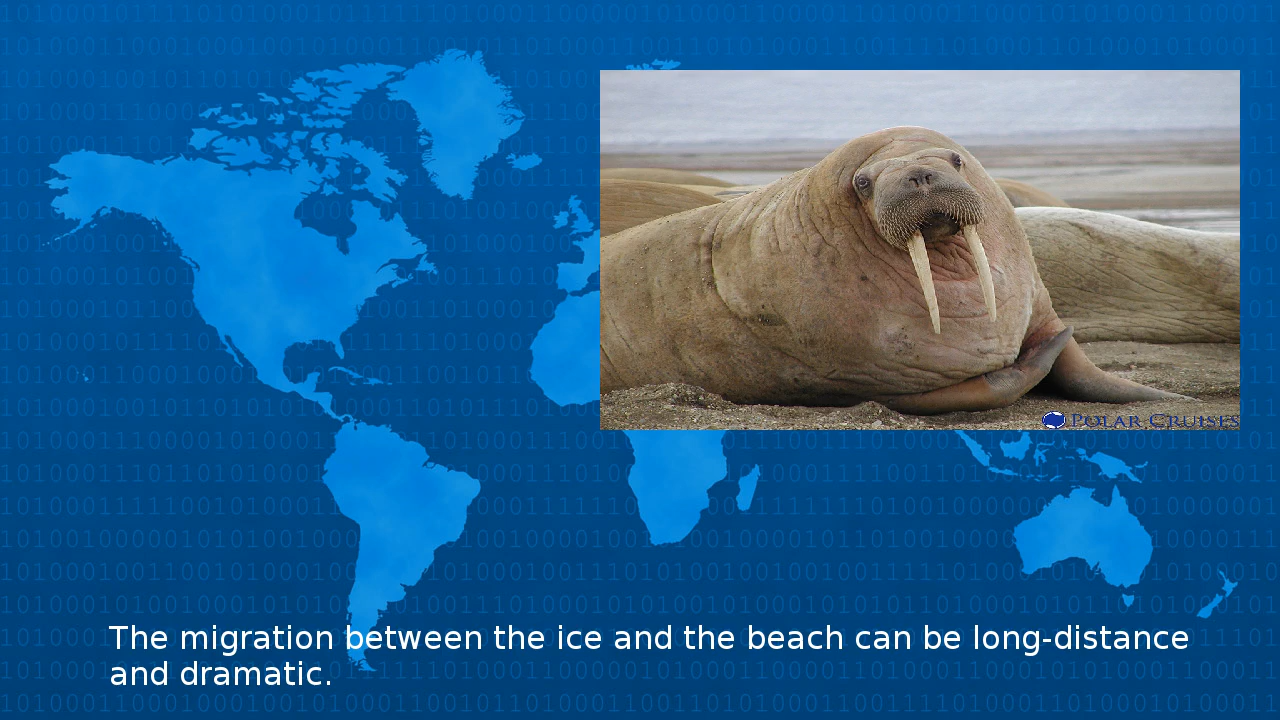 POLAR CRUISES
The migration between the ice and the beach can be long-distance
and dramatic.